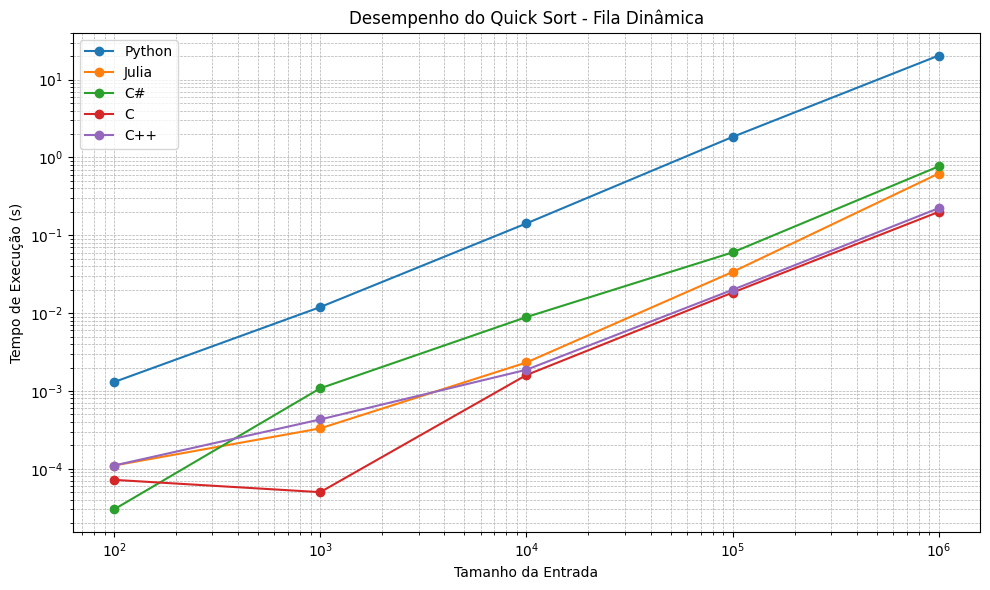 Desempenho do Quick Sort - Fila Dinâmica
Python
Julia
C#
C
C++
Tempo de Execução (s)
10¹
10⁰
10⁻¹
10⁻²
10⁻³
10⁻⁴
10² 10³ 10⁴ 10⁵ 10⁶
Tamanho da Entrada